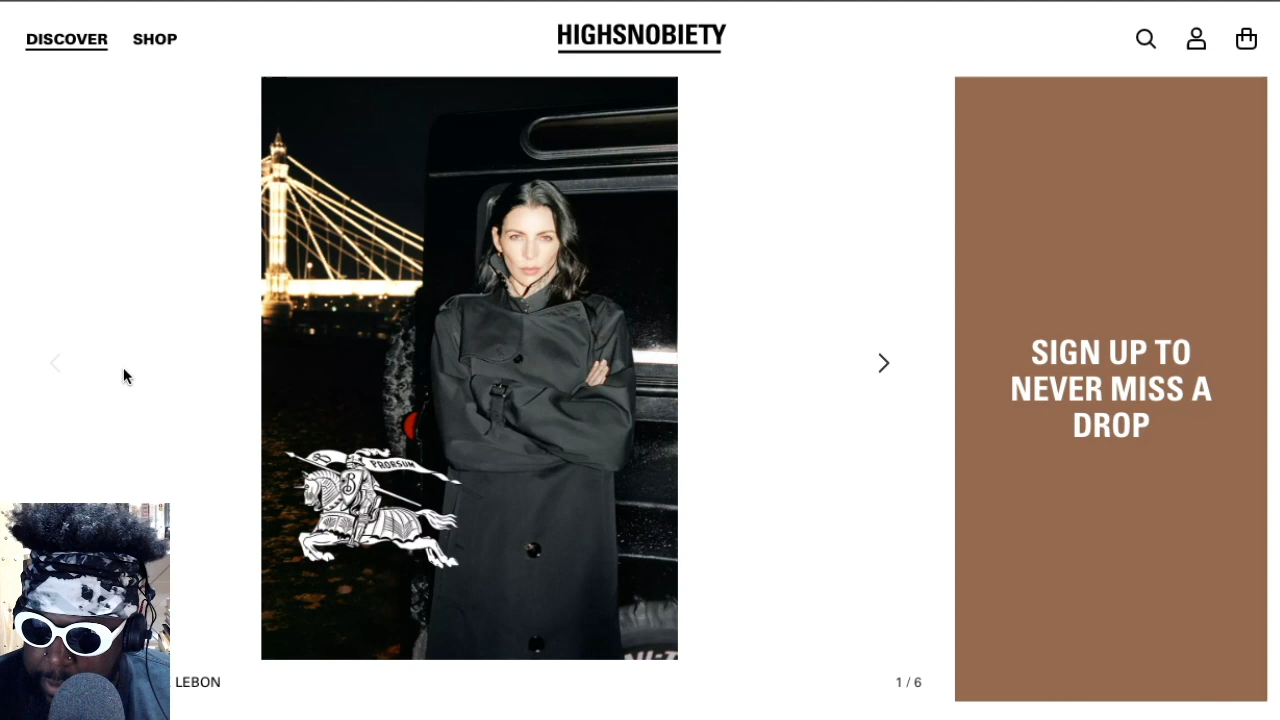 DISCOVER
SHOP
HIGHSNOBIETY
PRORSUM
SIGN UP TO
NEVER MISS A
DROP
LEBON
1 / 6